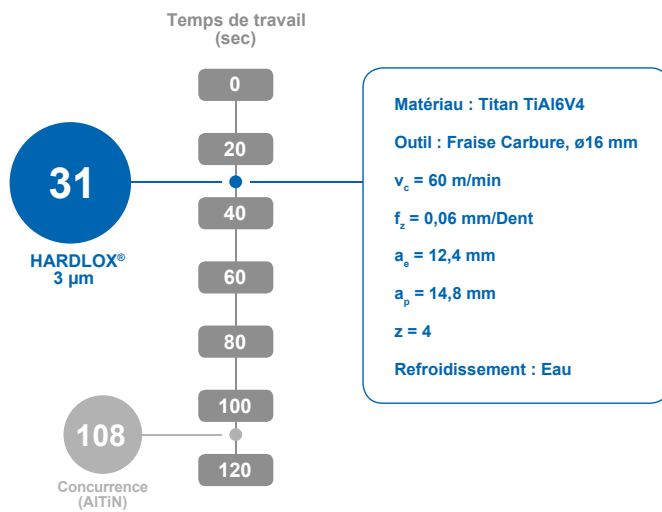 Temps de travail
(sec)
0
20
40
60
80
100
120
31
HARDLOX®
3 µm
108
Concurrence
(AlTiN)
Matériau : Titan TiAl6V4
Outil : Fraise Carbure, ø16 mm
v꜀ = 60 m/min
f_z = 0,06 mm/Dent
aₑ = 12,4 mm
aₚ = 14,8 mm
z = 4
Refroidissement : Eau